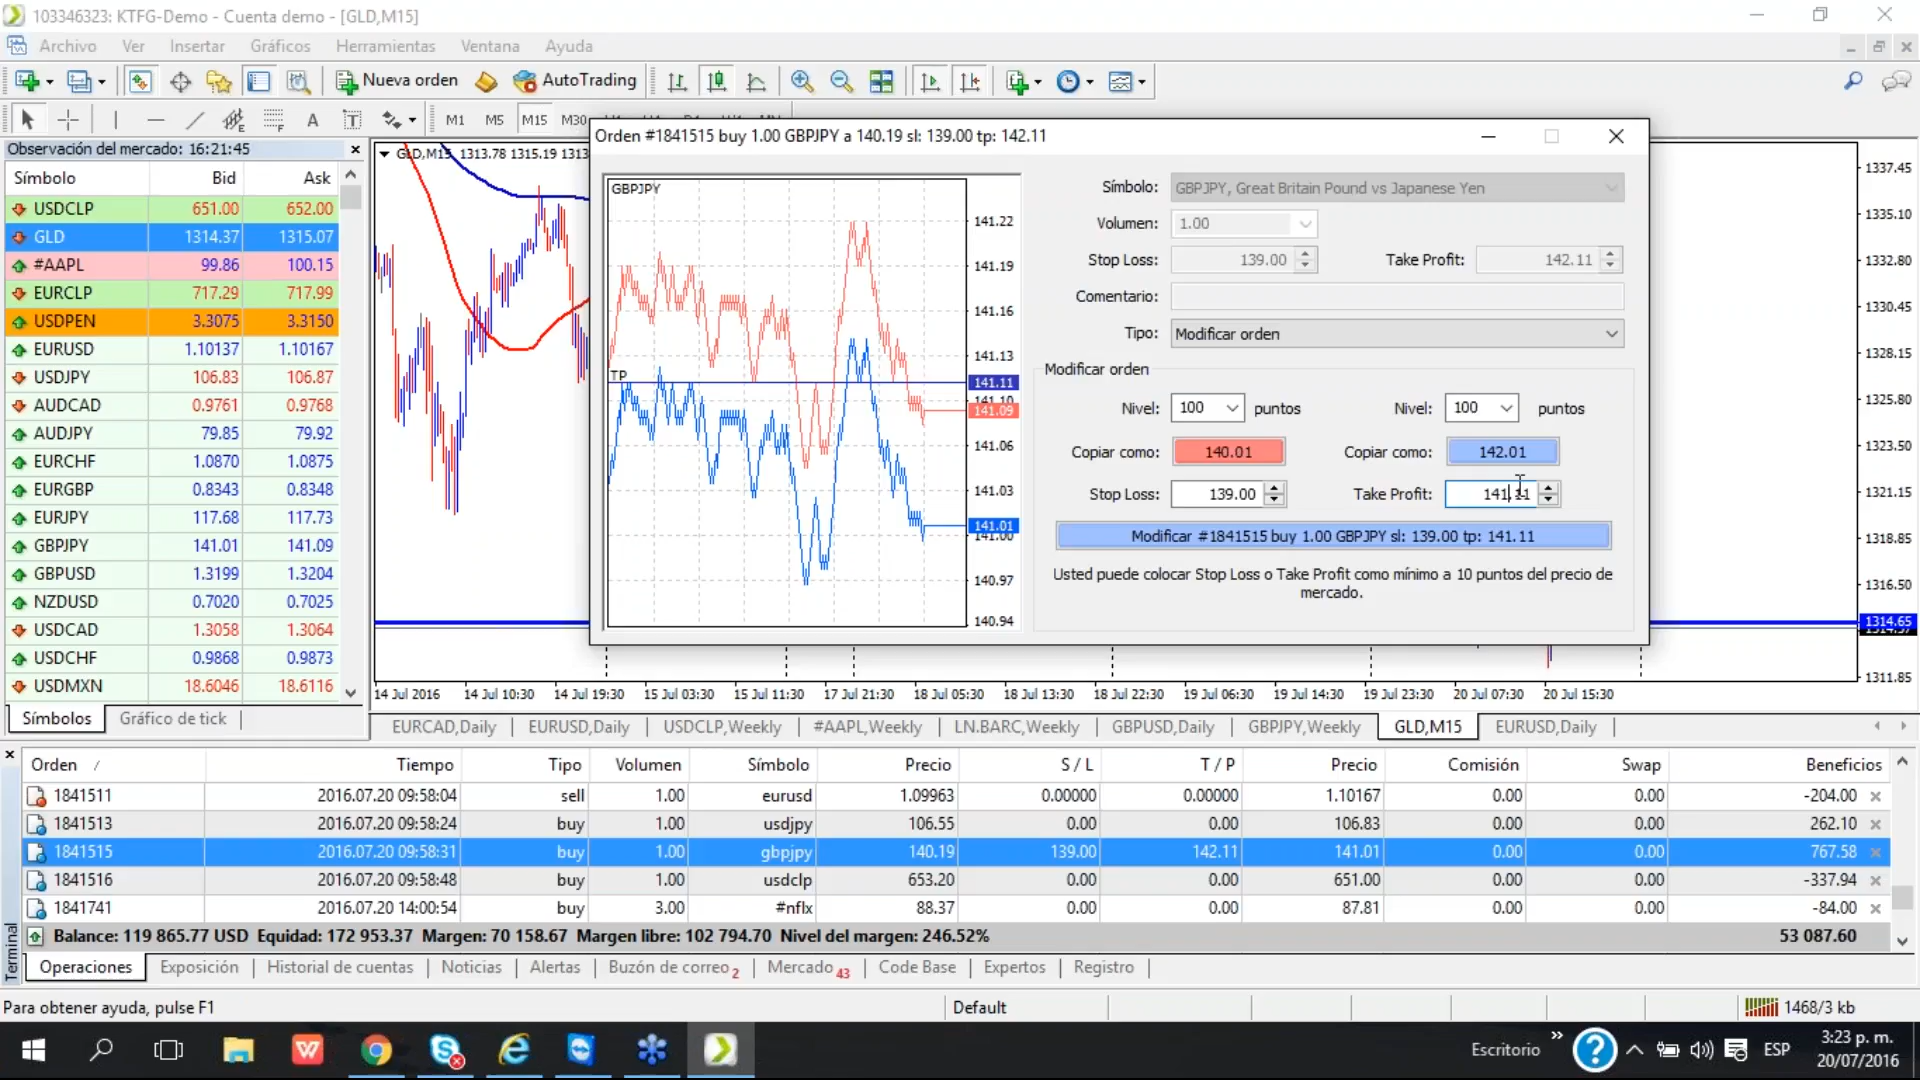 103346323: KTFG-Demo - Cuenta demo - [GLD,M15]
Archivo Ver Insertar Gráficos Herramientas Ventana Ayuda
Nueva orden AutoTrading
A T M1 M5 M15 M30
Observación del mercado: 16:21:45
Símbolo Bid Ask
USDCLP 651.00 652.00
GLD 1314.37 1315.07
#AAPL 99.86 100.15
EURCLP 717.29 717.99
USDPEN 3.3075 3.3150
EURUSD 1.10137 1.10167
USDJPY 106.83 106.87
AUDCAD 0.9761 0.9768
AUDJPY 79.85 79.92
EURCHF 1.0870 1.0875
EURGBP 0.8343 0.8348
EURJPY 117.68 117.73
GBPJPY 141.01 141.09
GBPUSD 1.3199 1.3204
NZDUSD 0.7020 0.7025
USDCAD 1.3058 1.3064
USDCHF 0.9868 0.9873
USDMXN 18.6046 18.6116
Símbolos Gráfico de tick
GLD,M15 1313.78 1315.19 1313
Orden #1841515 buy 1.00 GBPJPY a 140.19 sl: 139.00 tp: 142.11
GBPJPY
TP
141.22
141.19
141.16
141.13
141.11
141.10
141.09
141.06
141.03
141.01
141.00
140.97
140.94
Símbolo: GBPJPY, Great Britain Pound vs Japanese Yen
Volumen: 1.00
Stop Loss: 139.00 Take Profit: 142.11
Comentario:
Tipo: Modificar orden
Modificar orden
Nivel: 100 puntos Nivel: 100 puntos
Copiar como: 140.01 Copiar como: 142.01
Stop Loss: 139.00 Take Profit: 141.11
Modificar #1841515 buy 1.00 GBPJPY sl: 139.00 tp: 141.11
Usted puede colocar Stop Loss o Take Profit como mínimo a 10 puntos del precio de
mercado.
1337.45
1335.10
1332.80
1330.45
1328.15
1325.80
1323.50
1321.15
1318.85
1316.50
1314.65
1311.85
14 Jul 2016 14 Jul 10:30 14 Jul 19:30 15 Jul 03:30 15 Jul 11:30 17 Jul 21:30 18 Jul 05:30 18 Jul 13:30 18 Jul 22:30 19 Jul 06:30 19 Jul 14:30 19 Jul 23:30 20 Jul 07:30 20 Jul 15:30
EURCAD,Daily EURUSD,Daily USDCLP,Weekly #AAPL,Weekly LN.BARC,Weekly GBPUSD,Daily GBPJPY,Weekly GLD,M15 EURUSD,Daily
Orden / Tiempo Tipo Volumen Símbolo Precio S / L T / P Precio Comisión Swap Beneficios
1841511 2016.07.20 09:58:04 sell 1.00 eurusd 1.09963 0.00000 0.00000 1.10167 0.00 0.00 -204.00
1841513 2016.07.20 09:58:24 buy 1.00 usdjpy 106.55 0.00 0.00 106.83 0.00 0.00 262.10
1841515 2016.07.20 09:58:31 buy 1.00 gbpjpy 140.19 139.00 142.11 141.01 0.00 0.00 767.58
1841516 2016.07.20 09:58:48 buy 1.00 usdclp 653.20 0.00 0.00 651.00 0.00 0.00 -337.94
1841741 2016.07.20 14:00:54 buy 3.00 #nflx 88.37 0.00 0.00 87.81 0.00 0.00 -84.00
Balance: 119 865.77 USD Equidad: 172 953.37 Margen: 70 158.67 Margen libre: 102 794.70 Nivel del margen: 246.52% 53 087.60
Terminal
Operaciones Exposición Historial de cuentas Noticias Alertas Buzón de correo 2 Mercado 43 Code Base Expertos Registro
Para obtener ayuda, pulse F1 Default 1468/3 kb
Escritorio ESP 3:23 p. m.
20/07/2016